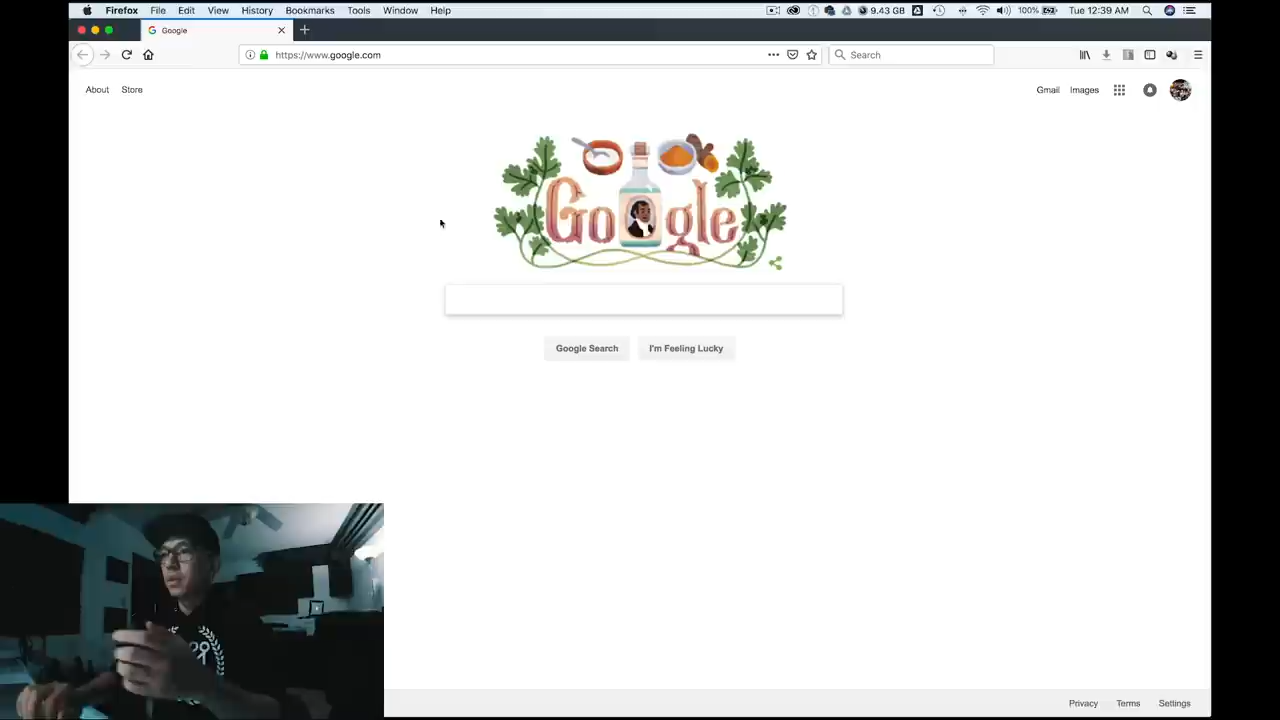 Firefox File Edit View History Bookmarks Tools Window Help 9.43 GB 100% Tue 12:39 AM
Google
https://www.google.com Search
About Store Gmail Images
Google
Google Search I'm Feeling Lucky
Privacy Terms Settings